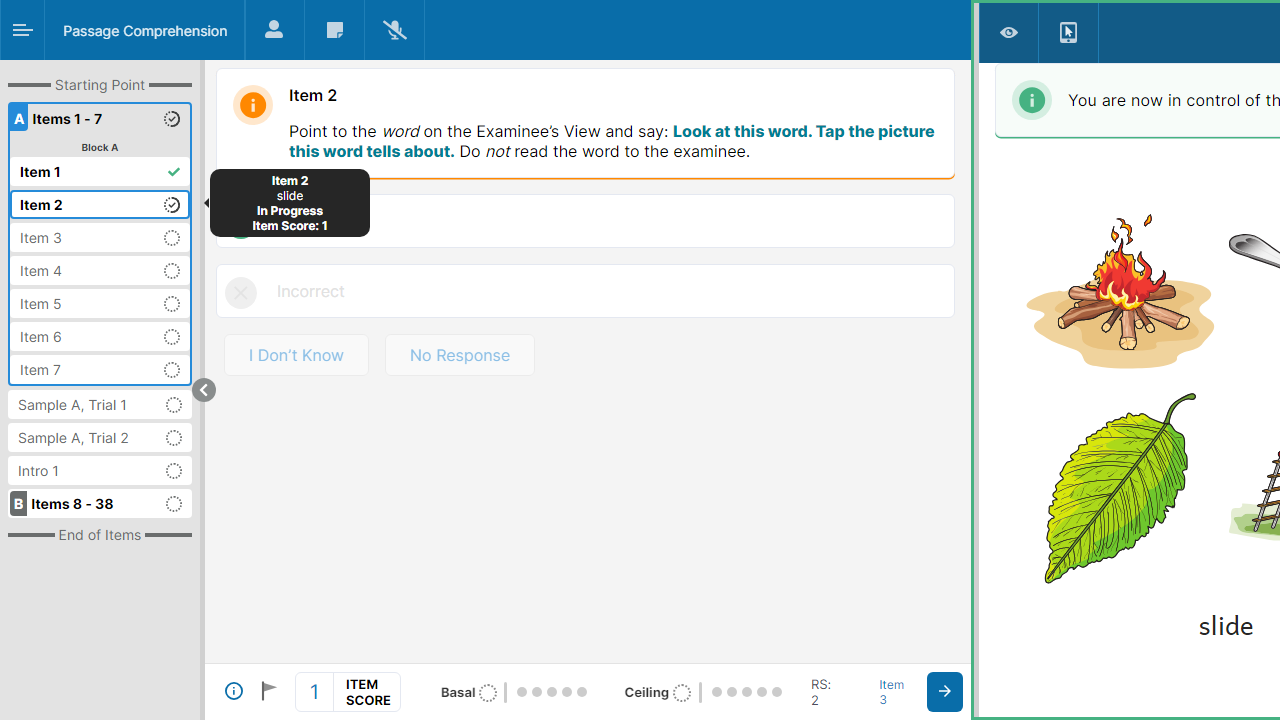 Passage Comprehension
Starting Point
A Items 1 - 7
Block A
Item 1
Item 2
Item 3
Item 4
Item 5
Item 6
Item 7
Sample A, Trial 1
Sample A, Trial 2
Intro 1
B Items 8 - 38
End of Items
Item 2
Point to the word on the Examinee’s View and say: Look at this word. Tap the picture
this word tells about. Do not read the word to the examinee.
Item 2
slide
In Progress
Item Score: 1
Incorrect
I Don’t Know
No Response
1 ITEM
SCORE
Basal
Ceiling
RS:
2
Item
3
You are now in control of th
slide